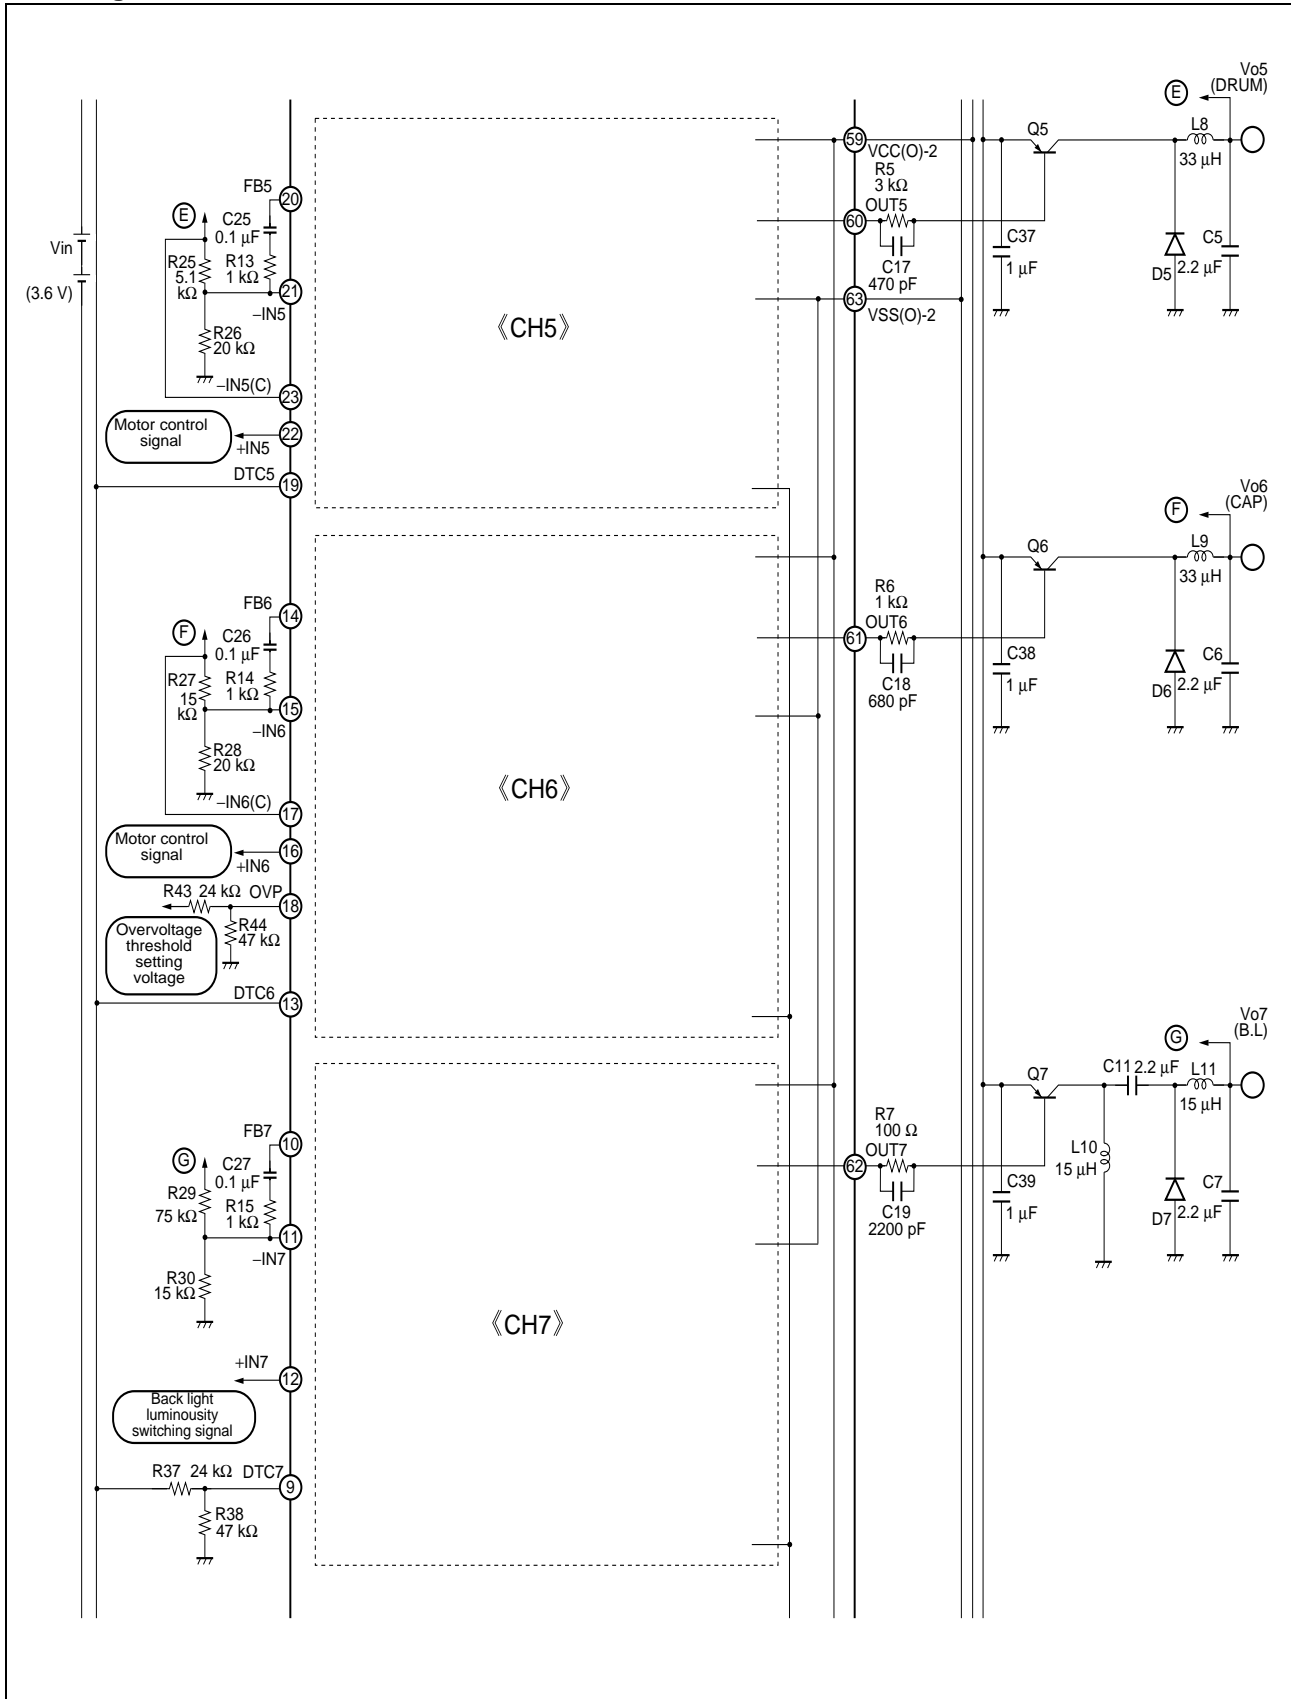 Vo5
(DRUM)
E
L8
33 µH
Q5
59
VCC(O)-2
R5
3 kΩ
OUT5
60
C17
470 pF
63
VSS(O)-2
C37
1 µF
D5
2.2 µF
C5
FB5
20
E
C25
0.1 µF
Vin
(3.6 V)
R25
5.1
kΩ
R13
1 kΩ
21
–IN5
R26
20 kΩ
–IN5(C)
23
Motor control
signal
22
+IN5
DTC5
19
《CH5》
Vo6
(CAP)
F
L9
33 µH
Q6
R6
1 kΩ
OUT6
61
C18
680 pF
C38
1 µF
D6
2.2 µF
C6
FB6
14
F
C26
0.1 µF
R27
15
kΩ
R14
1 kΩ
15
–IN6
R28
20 kΩ
–IN6(C)
17
Motor control
signal
16
+IN6
R43 24 kΩ OVP
18
R44
47 kΩ
Overvoltage
threshold
setting
voltage
DTC6
13
《CH6》
Vo7
(B.L)
G
C11 2.2 µF
L11
15 µH
Q7
R7
100 Ω
OUT7
62
C19
2200 pF
L10
15 µH
C39
1 µF
D7
2.2 µF
C7
FB7
10
G
C27
0.1 µF
R29
75 kΩ
R15
1 kΩ
11
–IN7
R30
15 kΩ
《CH7》
+IN7
12
Back light
luminousity
switching signal
R37 24 kΩ DTC7
9
R38
47 kΩ